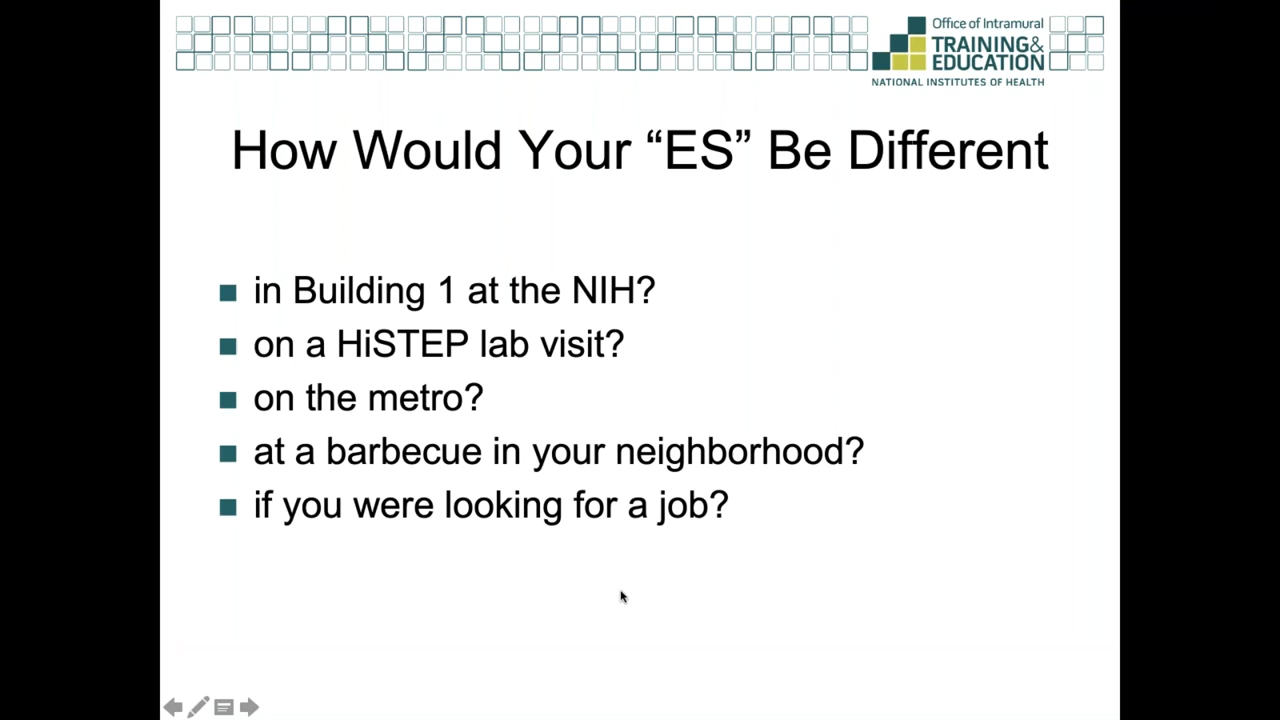 Office of Intramural
TRAINING&
EDUCATION
NATIONAL INSTITUTES OF HEALTH
How Would Your “ES” Be Different
in Building 1 at the NIH?
on a HiSTEP lab visit?
on the metro?
at a barbecue in your neighborhood?
if you were looking for a job?